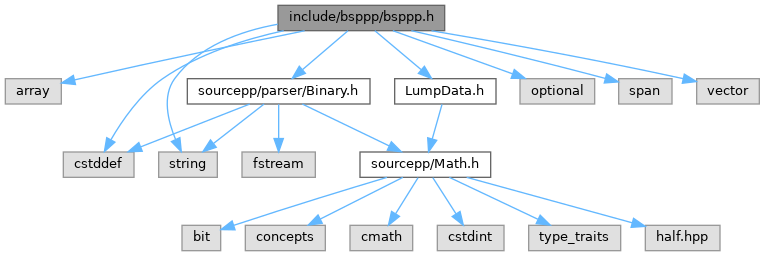 include/bsppp/bsppp.h
array
sourcepp/parser/Binary.h
LumpData.h
optional
span
vector
cstddef
string
fstream
sourcepp/Math.h
bit
concepts
cmath
cstdint
type_traits
half.hpp